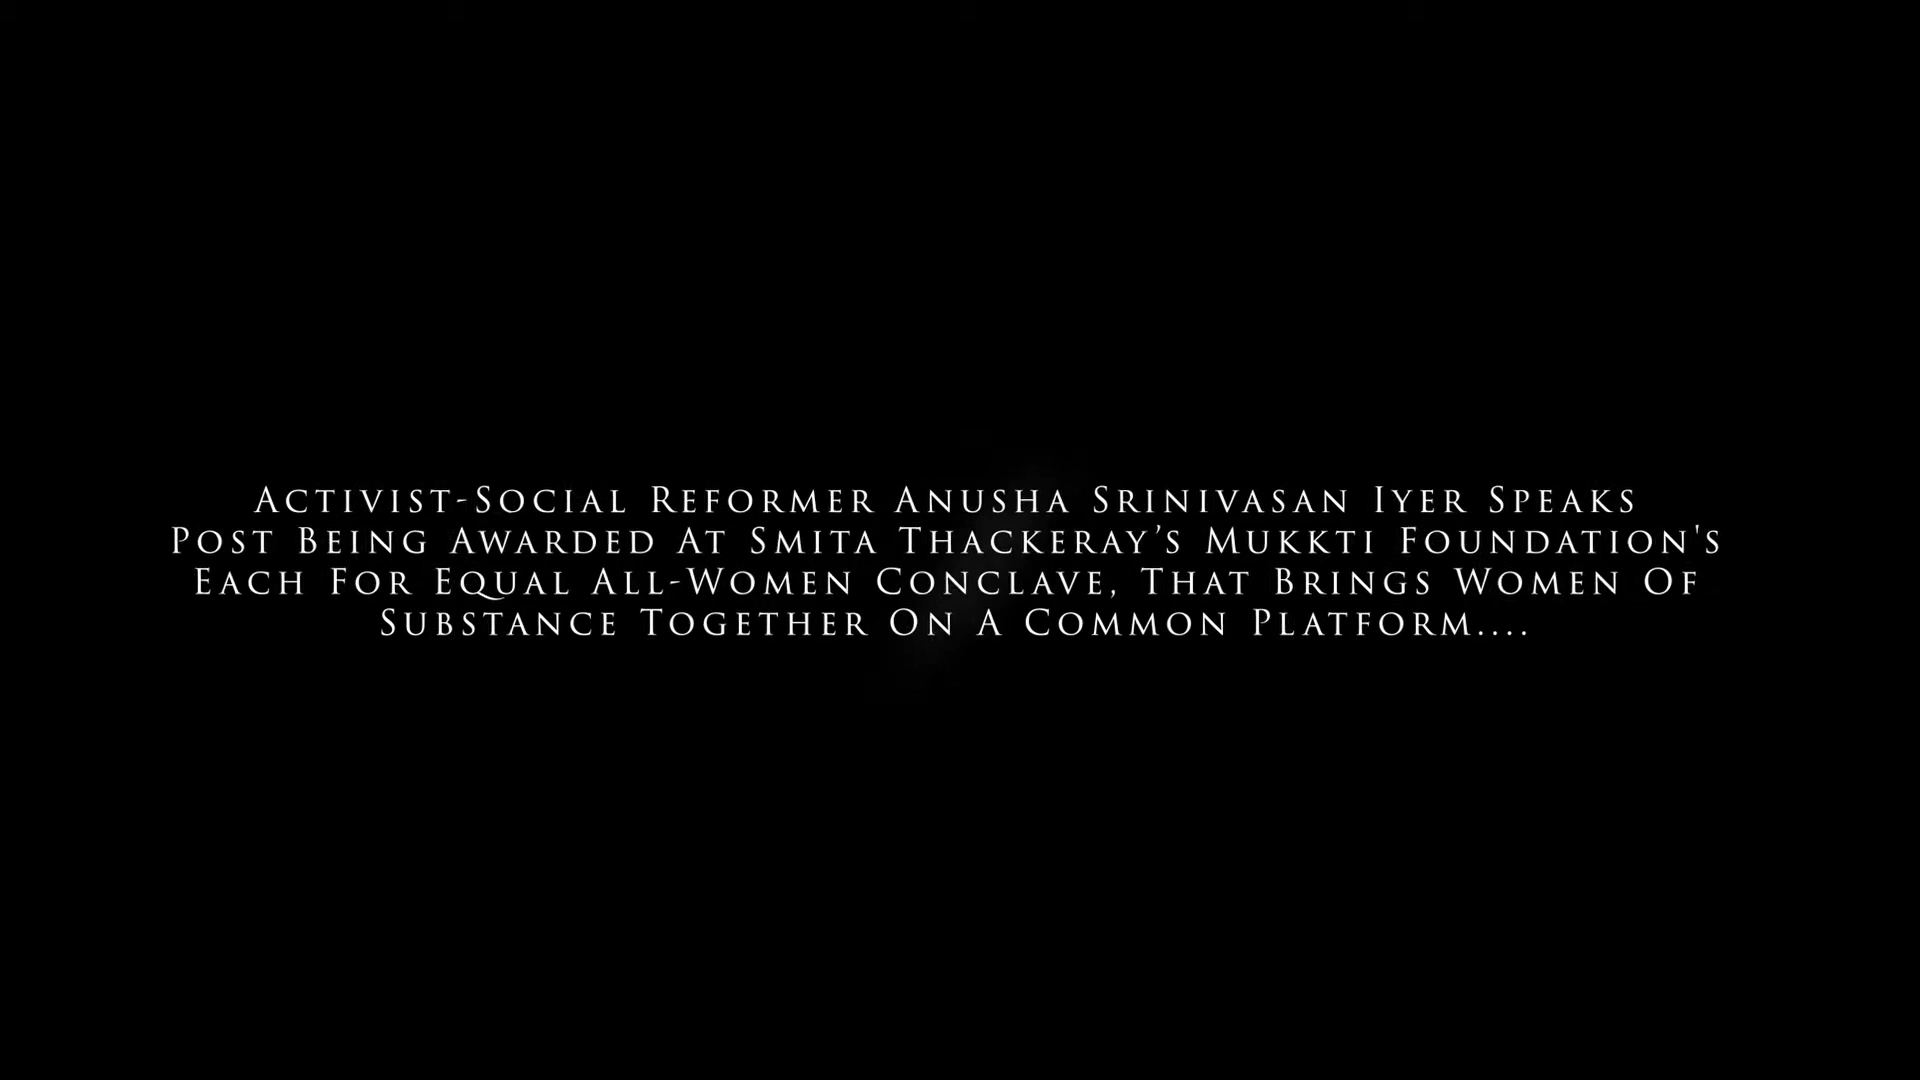 Activist-Social Reformer Anusha Srinivasan Iyer Speaks
Post Being Awarded At Smita Thackeray’s Mukkti Foundation's
Each For Equal All-Women Conclave, That Brings Women Of
Substance Together On A Common Platform....